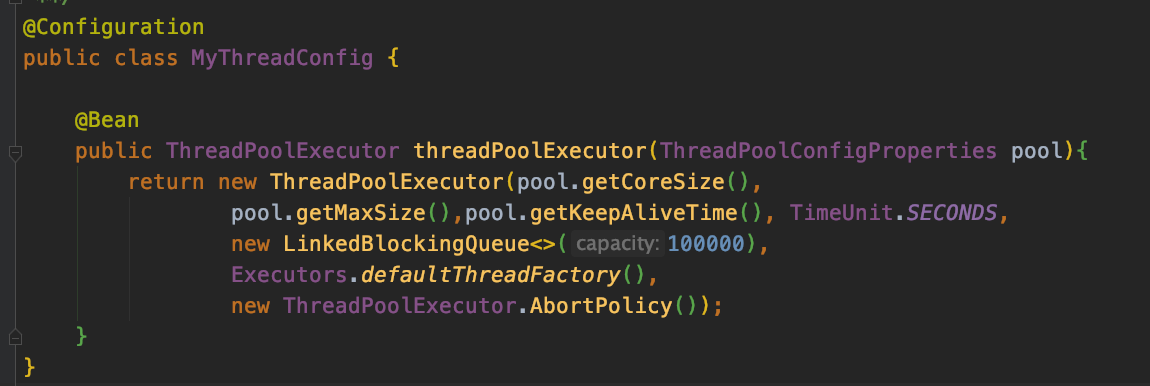 @Configuration
public class MyThreadConfig {
@Bean
public ThreadPoolExecutor threadPoolExecutor(ThreadPoolConfigProperties pool){
return new ThreadPoolExecutor(pool.getCoreSize(),
pool.getMaxSize(),pool.getKeepAliveTime(), TimeUnit.SECONDS,
new LinkedBlockingQueue<>( capacity: 100000),
Executors.defaultThreadFactory(),
new ThreadPoolExecutor.AbortPolicy());
}
}